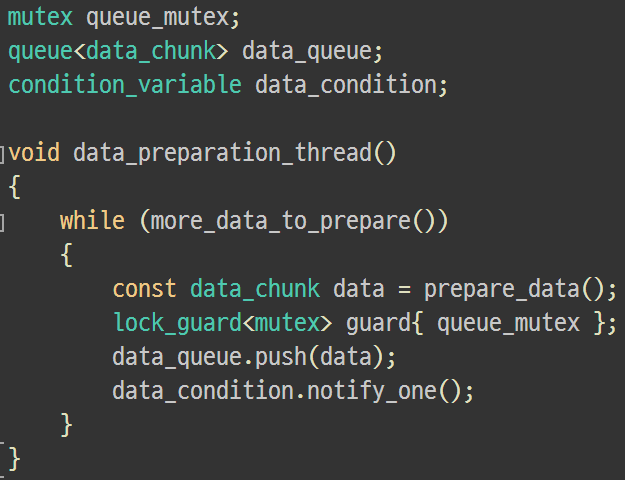 mutex queue_mutex;
queue<data_chunk> data_queue;
condition_variable data_condition;
void data_preparation_thread()
{
    while (more_data_to_prepare())
    {
        const data_chunk data = prepare_data();
        lock_guard<mutex> guard{ queue_mutex };
        data_queue.push(data);
        data_condition.notify_one();
    }
}